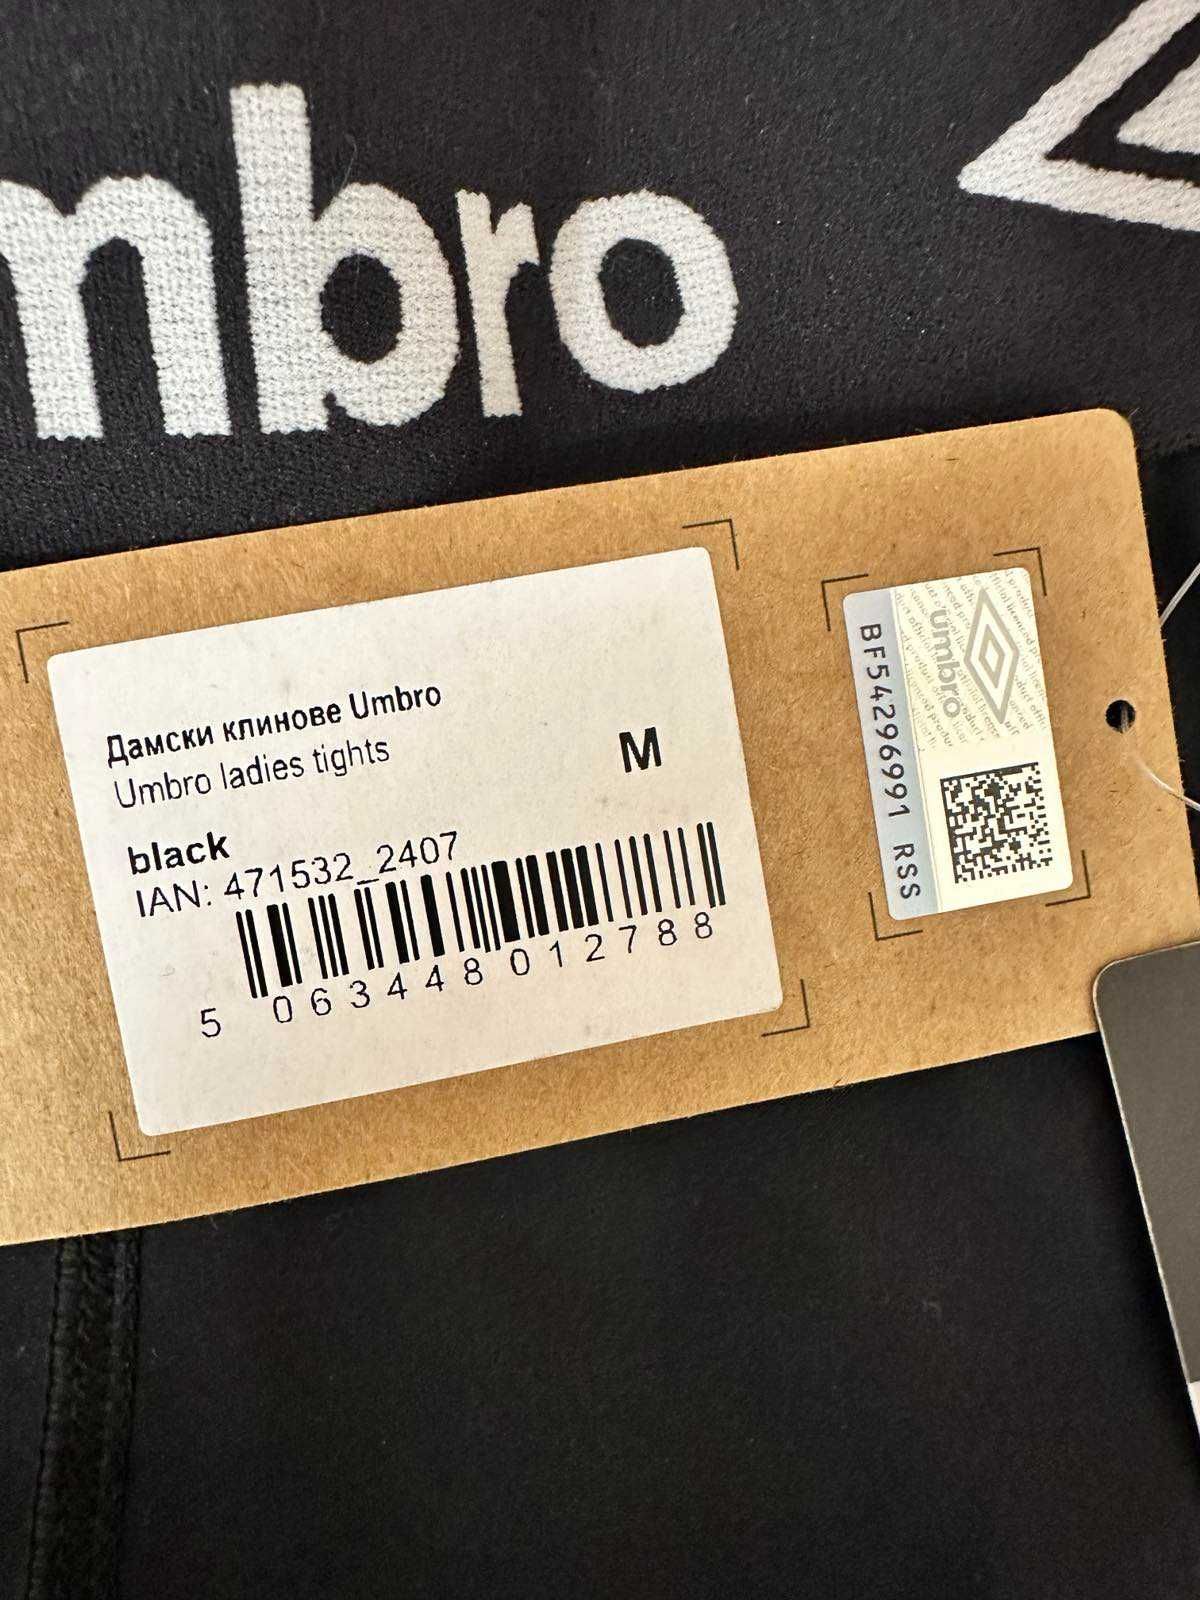 mbro
Дамски клинове Umbro
Umbro ladies tights
M
black
IAN: 471532_2407
5 063448 012788
umbro
BF54296991 RSS